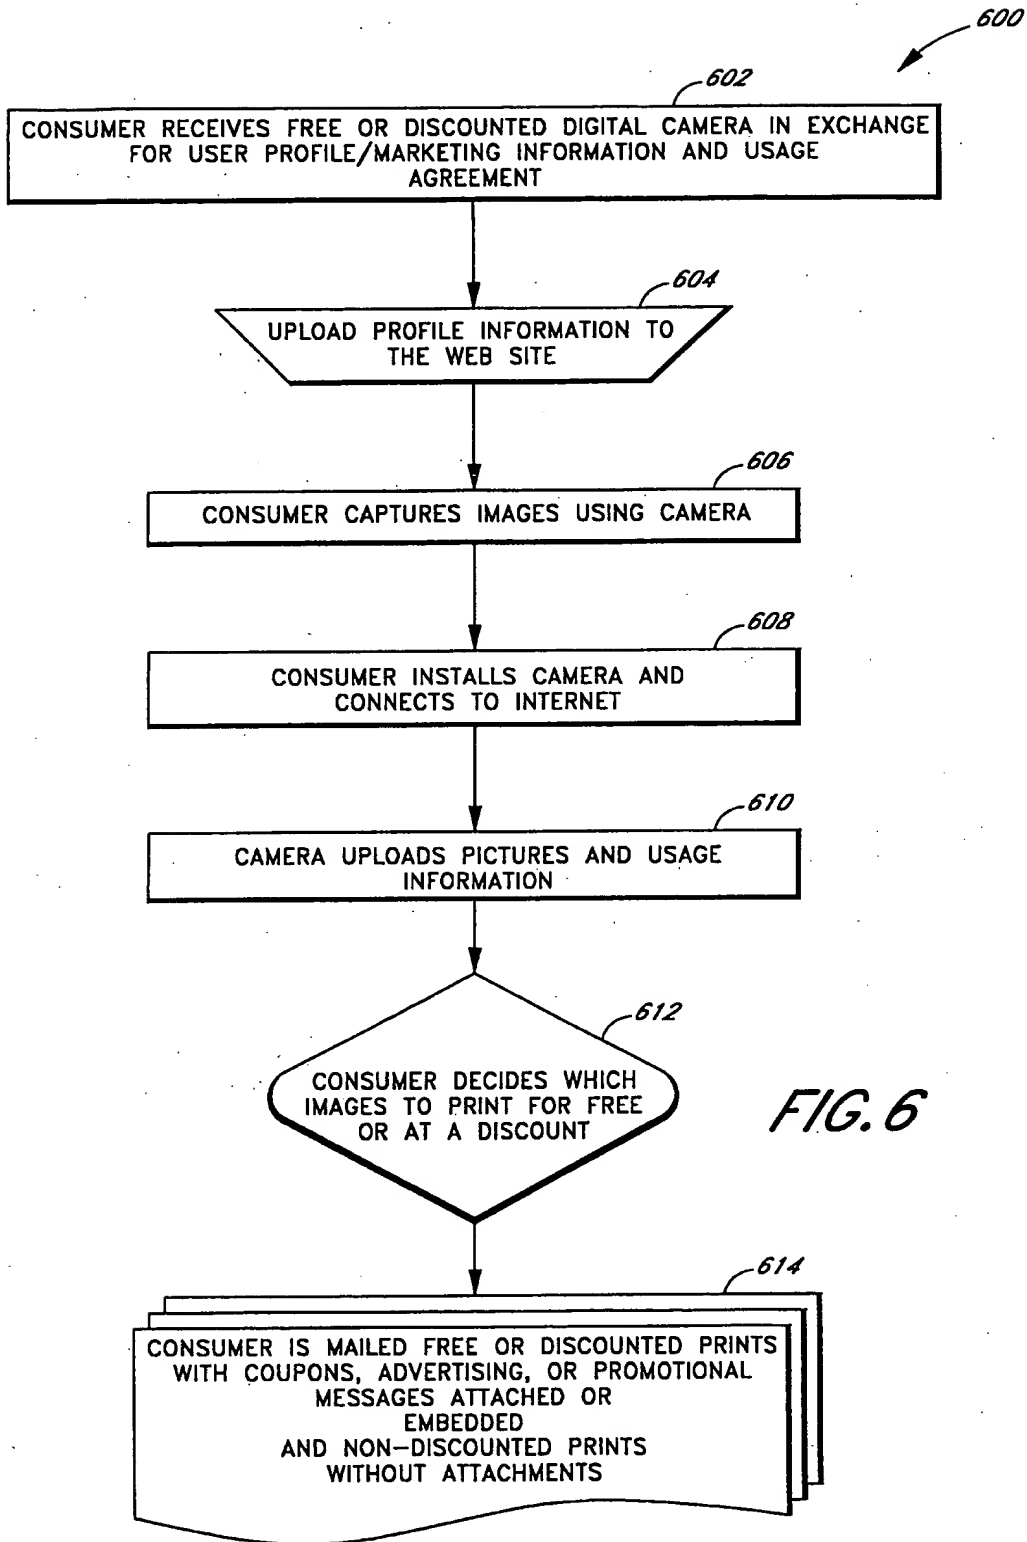 600
602
CONSUMER RECEIVES FREE OR DISCOUNTED DIGITAL CAMERA IN EXCHANGE
FOR USER PROFILE/MARKETING INFORMATION AND USAGE
AGREEMENT
604
UPLOAD PROFILE INFORMATION TO
THE WEB SITE
606
CONSUMER CAPTURES IMAGES USING CAMERA
608
CONSUMER INSTALLS CAMERA AND
CONNECTS TO INTERNET
610
CAMERA UPLOADS PICTURES AND USAGE
INFORMATION
612
CONSUMER DECIDES WHICH
IMAGES TO PRINT FOR FREE
OR AT A DISCOUNT
FIG. 6
614
CONSUMER IS MAILED FREE OR DISCOUNTED PRINTS
WITH COUPONS, ADVERTISING, OR PROMOTIONAL
MESSAGES ATTACHED OR
EMBEDDED
AND NON-DISCOUNTED PRINTS
WITHOUT ATTACHMENTS